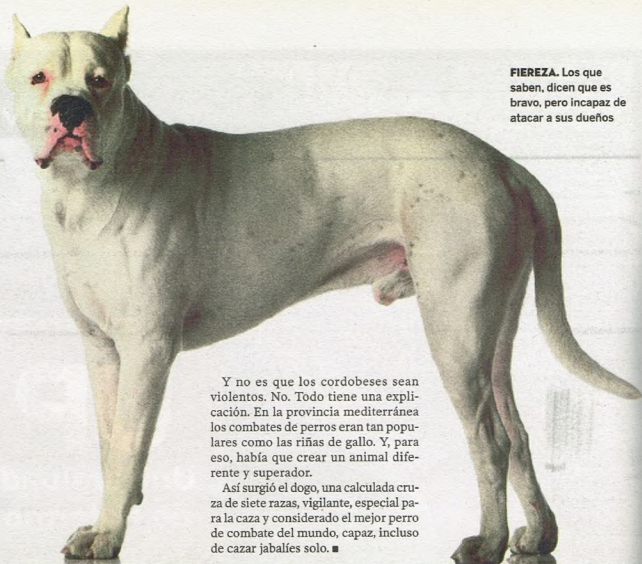 FIEREZA. Los que
saben, dicen que es
bravo, pero incapaz de
atacar a sus dueños
Y no es que los cordobeses sean
violentos. No. Todo tiene una expli-
cación. En la provincia mediterránea
los combates de perros eran tan popu-
lares como las riñas de gallo. Y, para
eso, había que crear un animal dife-
rente y superador.
Así surgió el dogo, una calculada cru-
za de siete razas, vigilante, especial pa-
ra la caza y considerado el mejor perro
de combate del mundo, capaz, incluso
de cazar jabalíes solo. ■